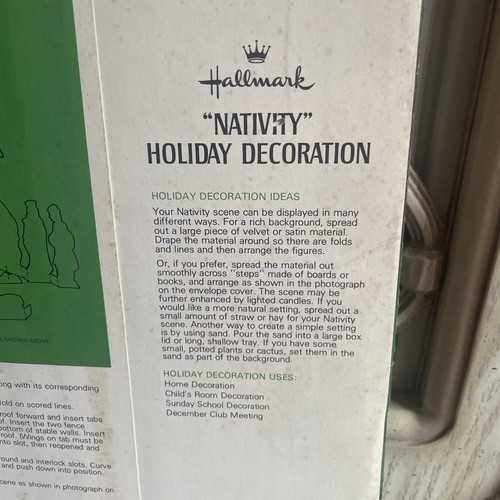 Hallmark
"NATIVITY"
HOLIDAY DECORATION
HOLIDAY DECORATION IDEAS
Your Nativity scene can be displayed in many
different ways. For a rich background, spread
out a large piece of velvet or satin material.
Drape the material around so there are folds
and lines and then arrange the figures.
Or, if you prefer, spread the material out
smoothly across "steps" made of boards or
books, and arrange as shown in the photograph
on the envelope cover. The scene may be
further enhanced by lighted candles. If you
would like a more natural setting, spread out a
small amount of straw or hay for your Nativity
scene. Another way to create a simple setting
is by using sand. Pour the sand into a large box
lid or long, shallow tray. If you have some
small, potted plants or cactus, set them in the
sand as part of the background.
HOLIDAY DECORATION USES:
Home Decoration
Child's Room Decoration
Sunday School Decoration
December Club Meeting
SHOWN ABOVE
with its corresponding
fold on scored lines.
roof forward and insert tabs
Insert the two fence
bottom of stable walls. Insert
roof. (Wings on tab must be
slot, then reopened and
ound and interlock slots. Curve
and push down into position.
cene as shown in photograph on